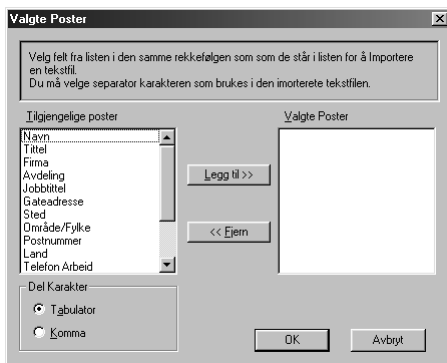 Valgte Poster
Velg felt fra listen i den samme rekkefølgen som som de står i listen for å Importere
en tekstfil.
Du må velge separator karakteren som brukes i den imorterete tekstfilen.
Tilgjengelige poster
Valgte Poster
Navn
Tittel
Firma
Avdeling
Jobbtittel
Gateadresse
Sted
Område/Fylke
Postnummer
Land
Telefon Arbeid
Legg til >>
<< Fjern
Del Karakter
Tabulator
Komma
OK
Avbryt